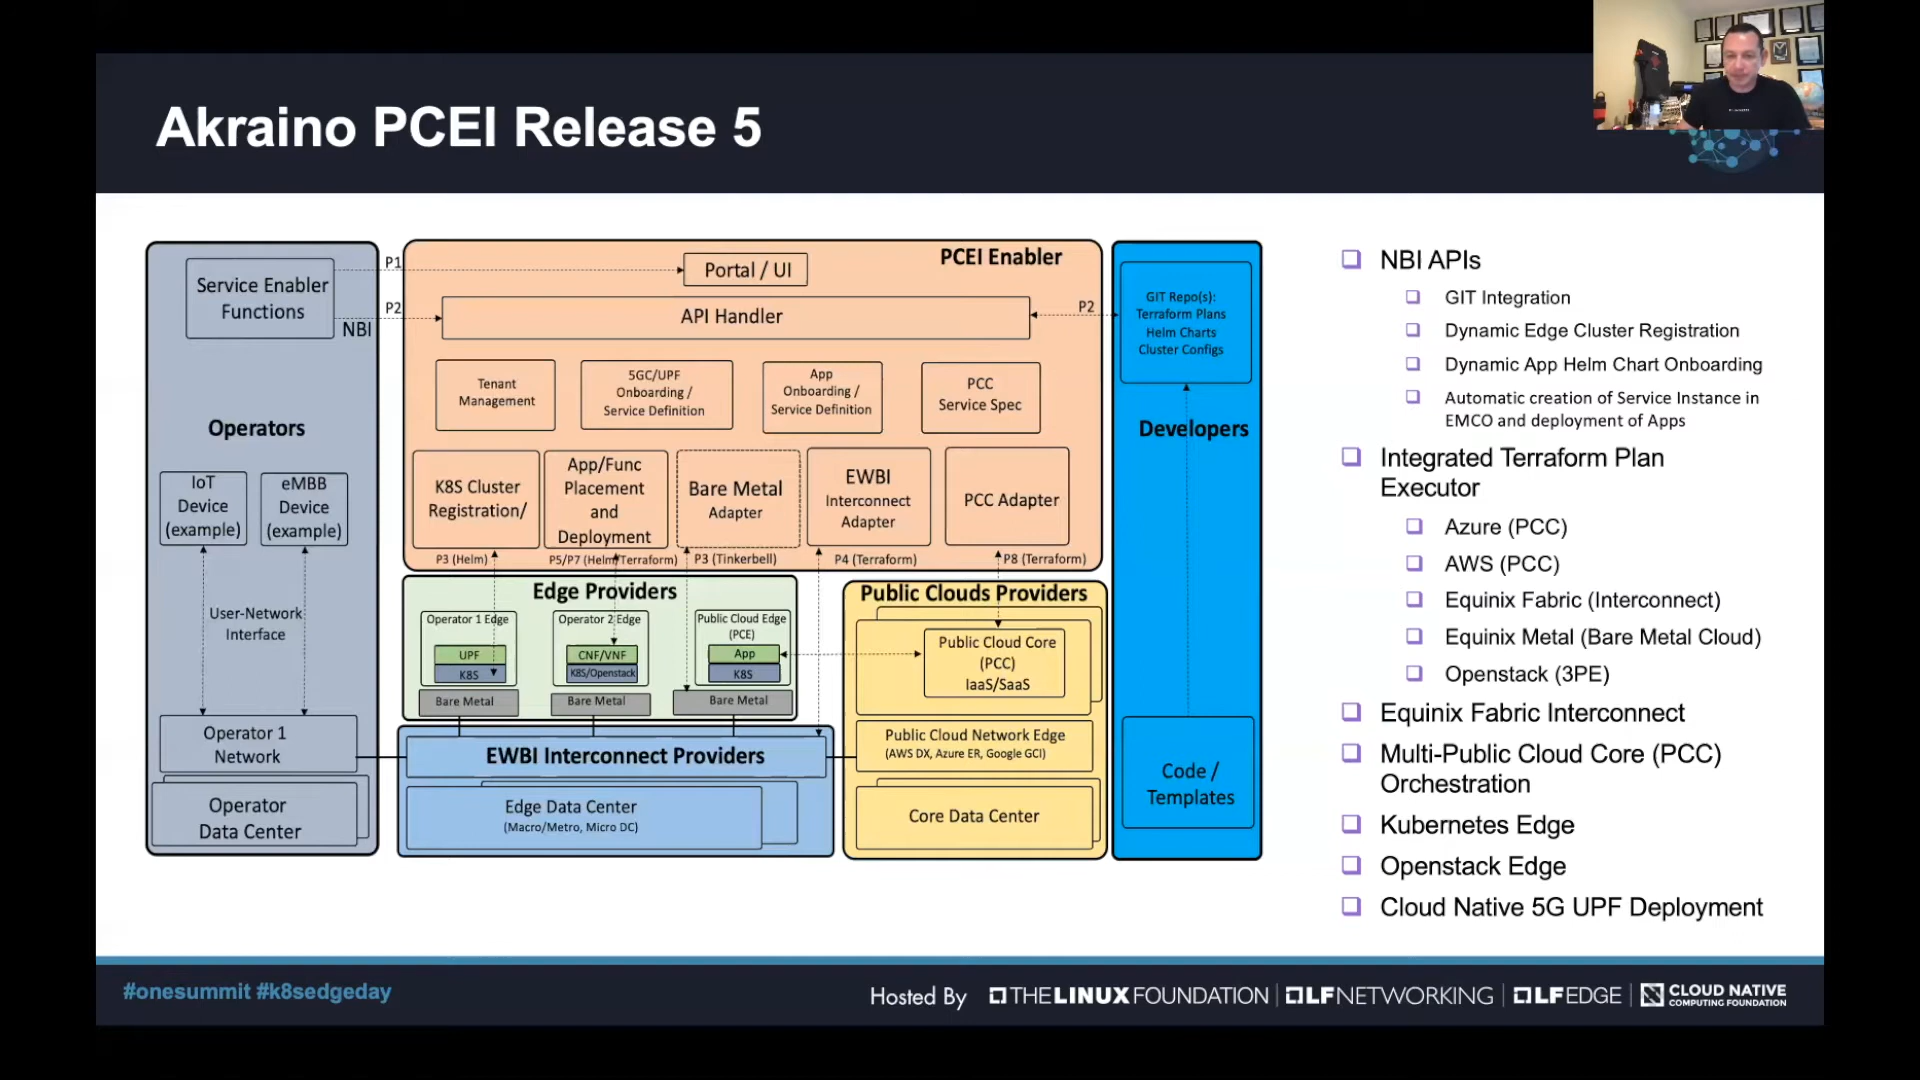 Akraino PCEI Release 5
Service Enabler
Functions
P1
P2
NBI
Operators
IoT
Device
(example)
eMBB
Device
(example)
User-Network
Interface
Operator 1
Network
Operator
Data Center
PCEI Enabler
Portal / UI
API Handler
P2
Tenant
Management
5GC/UPF
Onboarding /
Service Definition
App
Onboarding /
Service Definition
PCC
Service Spec
K8S Cluster
Registration/
App/Func
Placement
and
Deployment
Bare Metal
Adapter
EWBI
Interconnect
Adapter
PCC Adapter
P3 (Helm)
P5/P7 (Helm/Terraform)
P3 (Tinkerbell)
P4 (Terraform)
P8 (Terraform)
Edge Providers
Operator 1 Edge
UPF
K8S
Bare Metal
Operator 2 Edge
CNF/VNF
K8S/Openstack
Bare Metal
Public Cloud Edge
(PCE)
App
K8S
Bare Metal
EWBI Interconnect Providers
Edge Data Center
(Macro/Metro, Micro DC)
Public Clouds Providers
Public Cloud Core
(PCC)
IaaS/SaaS
Public Cloud Network Edge
(AWS DX, Azure ER, Google GCI)
Core Data Center
GIT Repo(s):
Terraform Plans
Helm Charts
Cluster Configs
Developers
Code /
Templates
NBI APIs
GIT Integration
Dynamic Edge Cluster Registration
Dynamic App Helm Chart Onboarding
Automatic creation of Service Instance in
EMCO and deployment of Apps
Integrated Terraform Plan
Executor
Azure (PCC)
AWS (PCC)
Equinix Fabric (Interconnect)
Equinix Metal (Bare Metal Cloud)
Openstack (3PE)
Equinix Fabric Interconnect
Multi-Public Cloud Core (PCC)
Orchestration
Kubernetes Edge
Openstack Edge
Cloud Native 5G UPF Deployment
#onesummit #k8sedgeday
Hosted By
THE LINUX FOUNDATION
LF NETWORKING
LF EDGE
CLOUD NATIVE
COMPUTING FOUNDATION